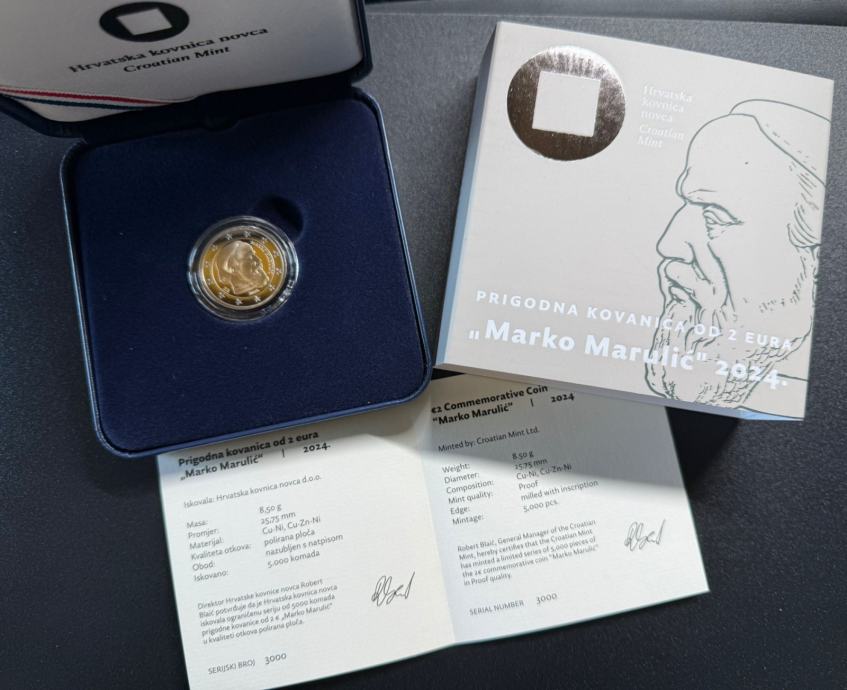 Hrvatska kovnica novca
Croatian Mint
Hrvatska
kovnica
novca
Croatian
Mint
PRIGODNA KOVANICA OD 2 EURA
„Marko Marulić" 2024.
Prigodna kovanica od 2 eura
„Marko Marulić" | 2024.
Iskovala: Hrvatska kovnica novca d.o.o.
Masa: 8,50 g
Promjer: 25,75 mm
Materijal: Cu-Ni, Cu-Zn-Ni
Kvaliteta otkova: polirana ploča
Obod: nazubljen s natpisom
Iskovano: 5.000 komada
Direktor Hrvatske kovnice novca Robert
Blaić potvrđuje da je Hrvatska kovnica novca
iskovala ograničenu seriju od 5000 komada
prigodne kovanice od 2 € „Marko Marulić"
u kvaliteti otkova polirana ploča.
SERIJSKI BROJ 3000
€2 Commemorative Coin
"Marko Marulić" | 2024
Minted by: Croatian Mint Ltd.
Weight: 8.50 g
Diameter: 25.75 mm
Composition: Cu-Ni, Cu-Zn-Ni
Mint quality: Proof
Edge: milled with inscription
Mintage: 5,000 pcs.
Robert Blaić, General Manager of the Croatian
Mint, hereby certifies that the Croatian Mint
has minted a limited series of 5,000 pieces of
the 2€ commemorative coin "Marko Marulić"
in Proof quality.
SERIAL NUMBER 3000